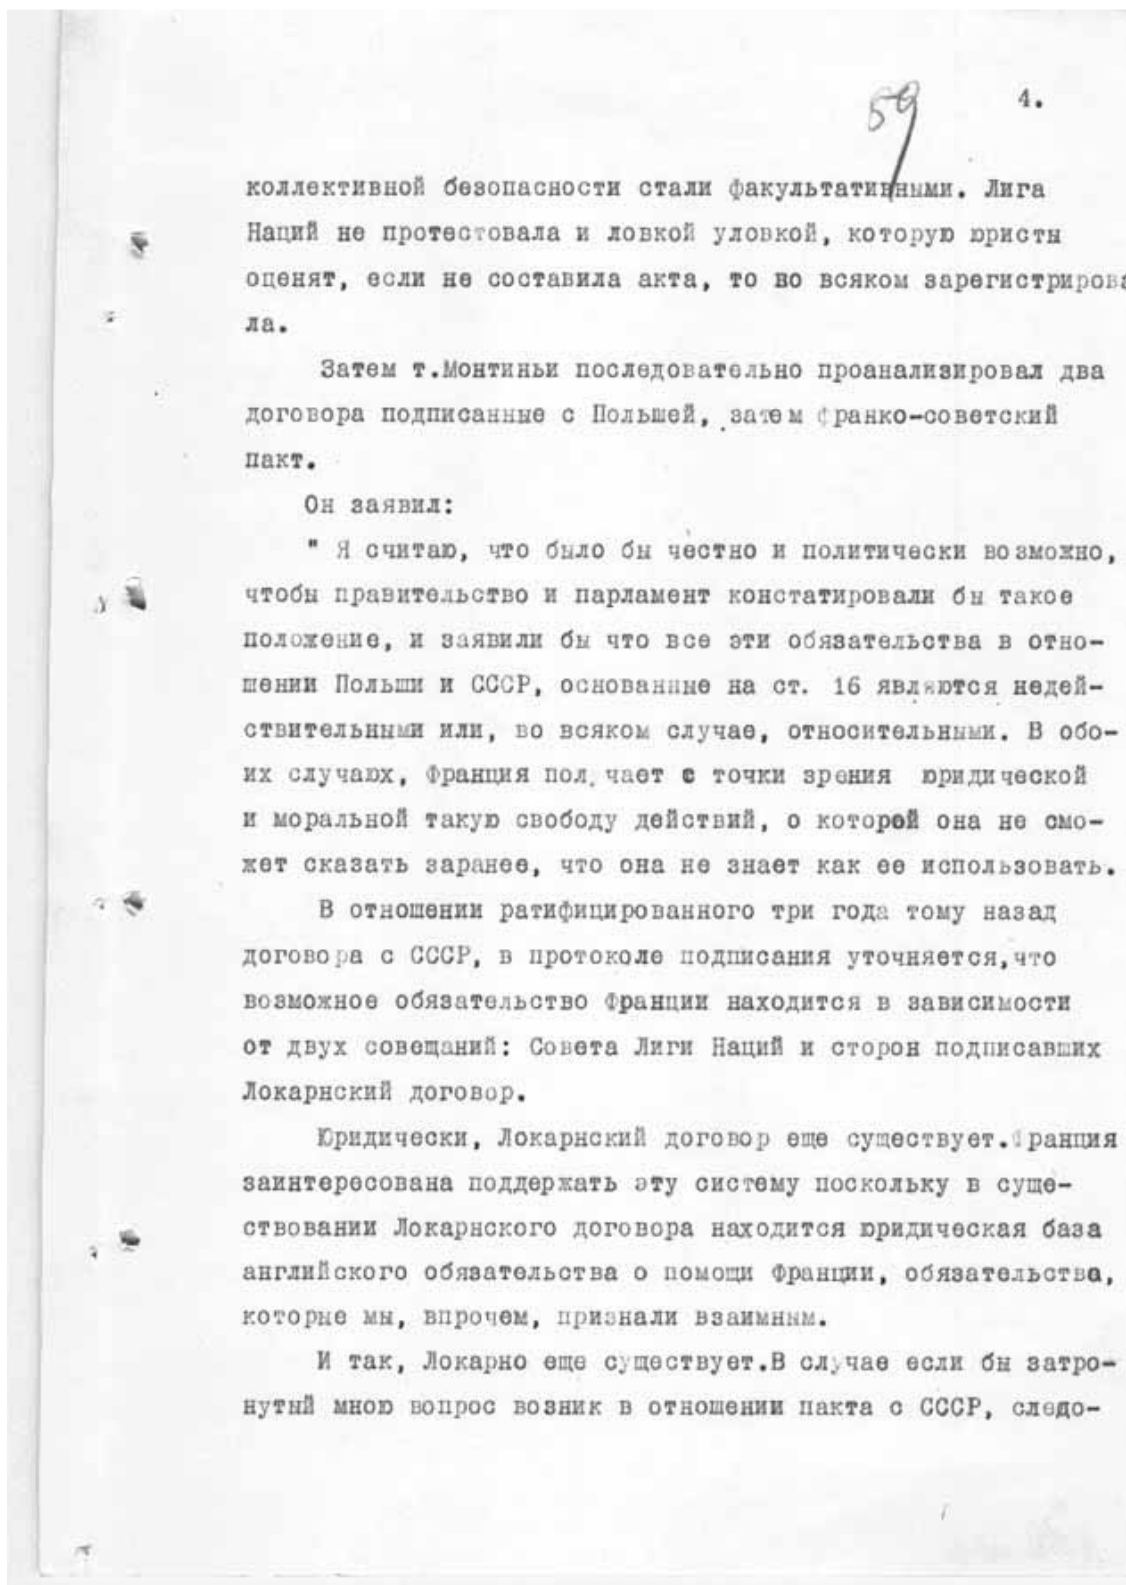 59
4.
коллективной безопасности стали факультативными. Лига
Наций не протестовала и ловкой уловкой, которую юристы
оценят, если не составила акта, то во всяком зарегистрирова
ла.
Затем т.Монтиньи последовательно проанализировал два
договора подписанные с Польшей, затем франко-советский
пакт.
Он заявил:
" Я считаю, что было бы честно и политически возможно,
чтобы правительство и парламент констатировали бы такое
положение, и заявили бы что все эти обязательства в отно-
шении Польши и СССР, основанные на ст. 16 являются недей-
ствительными или, во всяком случае, относительными. В обо-
их случаюх, Франция получает с точки зрения юридической
и моральной такую свободу действий, о которой она не смо-
жет сказать заранее, что она не знает как ее использовать.
В отношении ратифицированного три года тому назад
договора с СССР, в протоколе подписания уточняется,что
возможное обязательство Франции находится в зависимости
от двух совещаний: Совета Лиги Наций и сторон подписавших
Локарнский договор.
Юридически, Локарнский договор еще существует.Франция
заинтересована поддержать эту систему поскольку в суще-
ствовании Локарнского договора находится юридическая база
английского обязательства о помощи Франции, обязательства,
которые мы, впрочем, признали взаимным.
И так, Локарно еще существует.В случае если бы затро-
нутый мною вопрос возник в отношении пакта с СССР, следо-